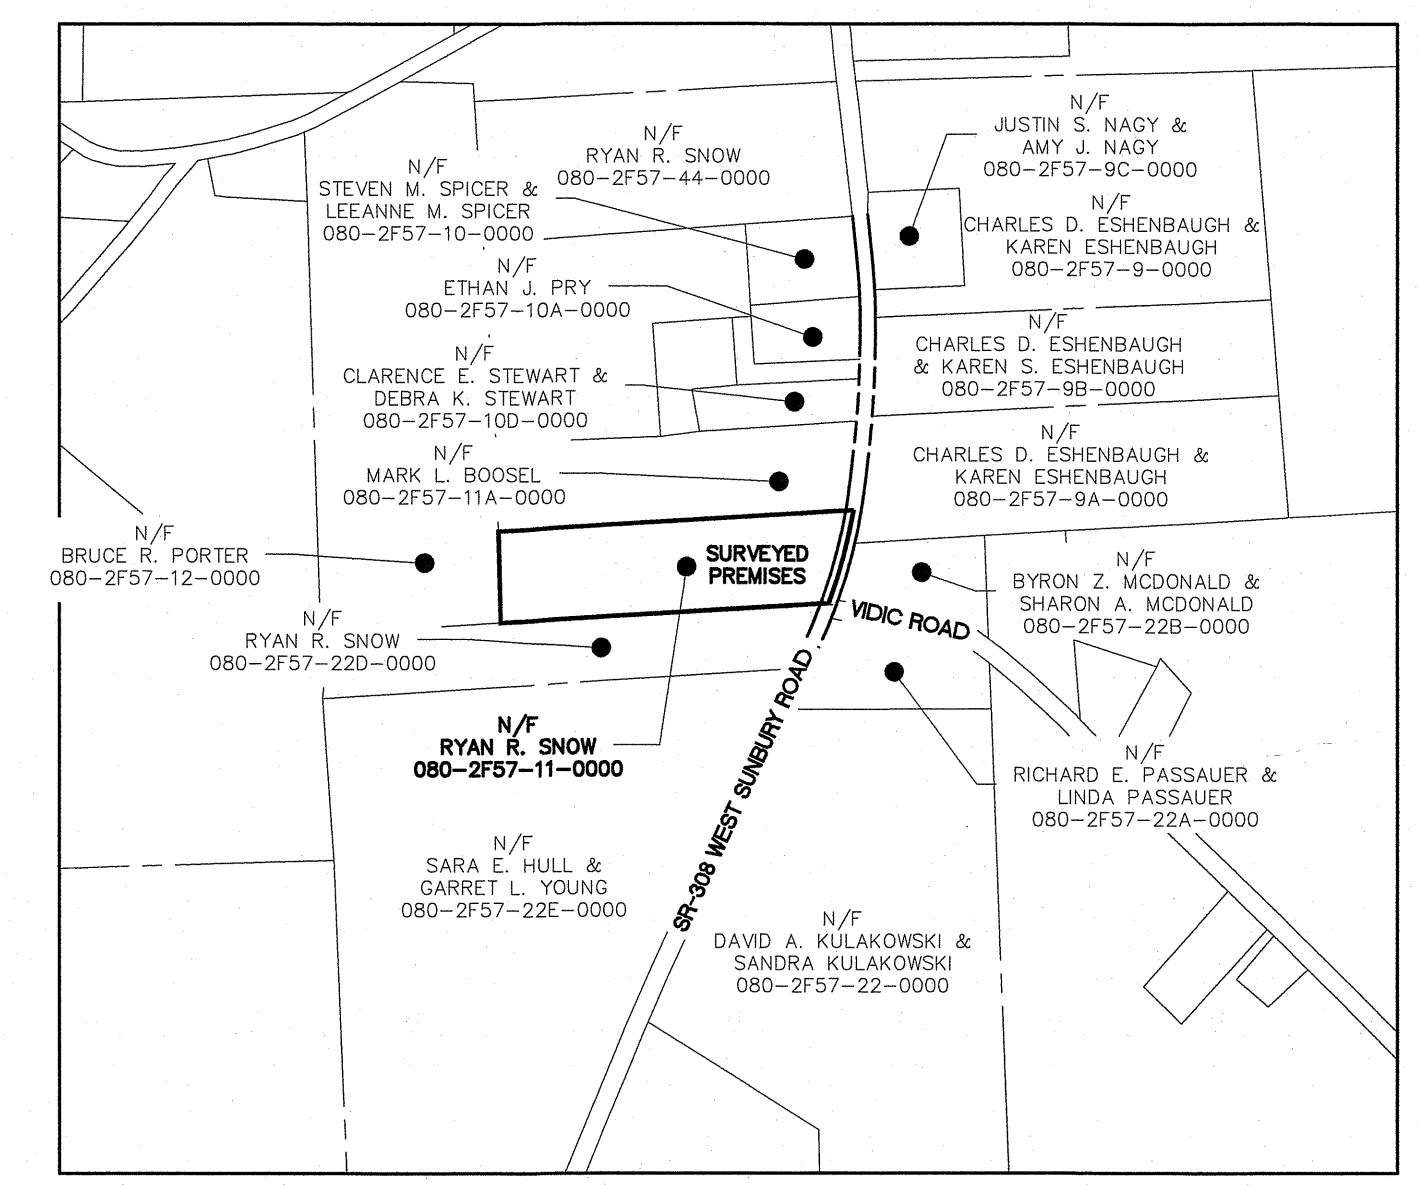 N/F
JUSTIN S. NAGY &
AMY J. NAGY
080-2F57-9C-0000
N/F
RYAN R. SNOW
080-2F57-44-0000
N/F
STEVEN M. SPICER &
LEEANNE M. SPICER
080-2F57-10-0000
N/F
CHARLES D. ESHENBAUGH &
KAREN ESHENBAUGH
080-2F57-9-0000
N/F
ETHAN J. PRY
080-2F57-10A-0000
N/F
CHARLES D. ESHENBAUGH
& KAREN S. ESHENBAUGH
080-2F57-9B-0000
N/F
CLARENCE E. STEWART &
DEBRA K. STEWART
080-2F57-10D-0000
N/F
CHARLES D. ESHENBAUGH &
KAREN ESHENBAUGH
080-2F57-9A-0000
N/F
MARK L. BOOSEL
080-2F57-11A-0000
N/F
BRUCE R. PORTER
080-2F57-12-0000
SURVEYED
PREMISES
N/F
BYRON Z. MCDONALD &
SHARON A. MCDONALD
080-2F57-22B-0000
VIDIC ROAD
N/F
RYAN R. SNOW
080-2F57-22D-0000
N/F
RYAN R. SNOW
080-2F57-11-0000
SR-308 WEST SUNBURY ROAD
N/F
RICHARD E. PASSAUER &
LINDA PASSAUER
080-2F57-22A-0000
N/F
SARA E. HULL &
GARRET L. YOUNG
080-2F57-22E-0000
N/F
DAVID A. KULAKOWSKI &
SANDRA KULAKOWSKI
080-2F57-22-0000